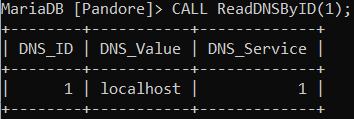 MariaDB [Pandore]> CALL ReadDNSByID(1);
+--------+-----------+-------------+
| DNS_ID | DNS_Value | DNS_Service |
+--------+-----------+-------------+
|      1 | localhost |           1 |
+--------+-----------+-------------+